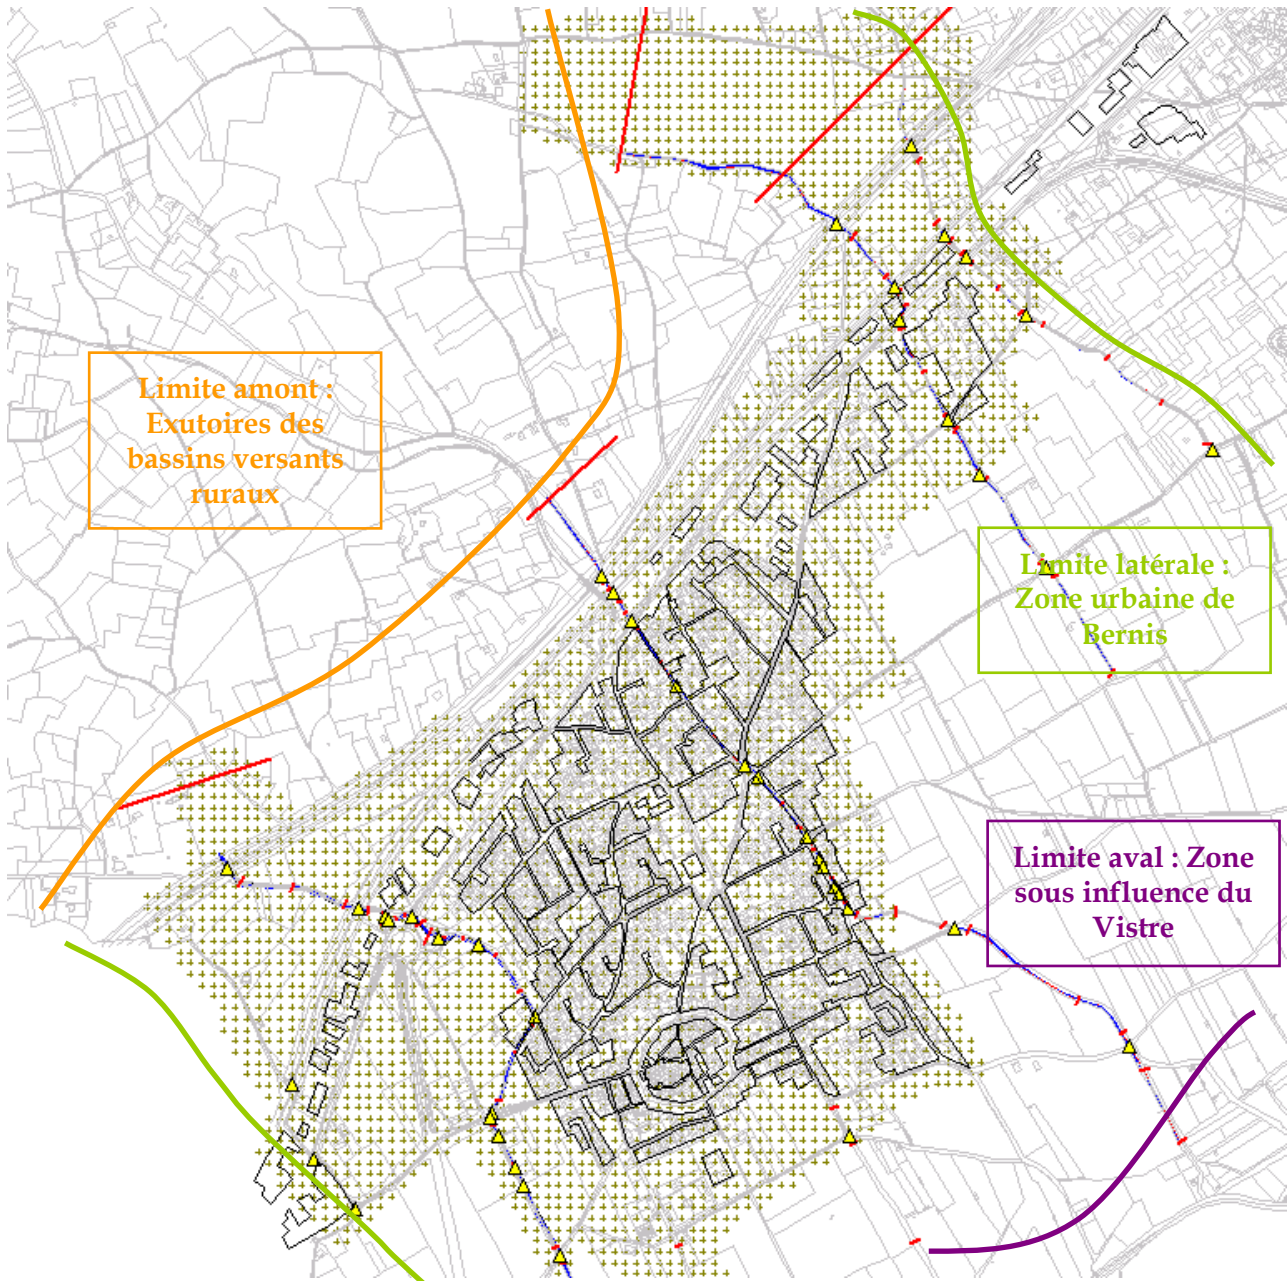 Limite amont :
Exutoires des
bassins versants
ruraux
Limite latérale :
Zone urbaine de
Bernis
Limite aval : Zone
sous influence du
Vistre